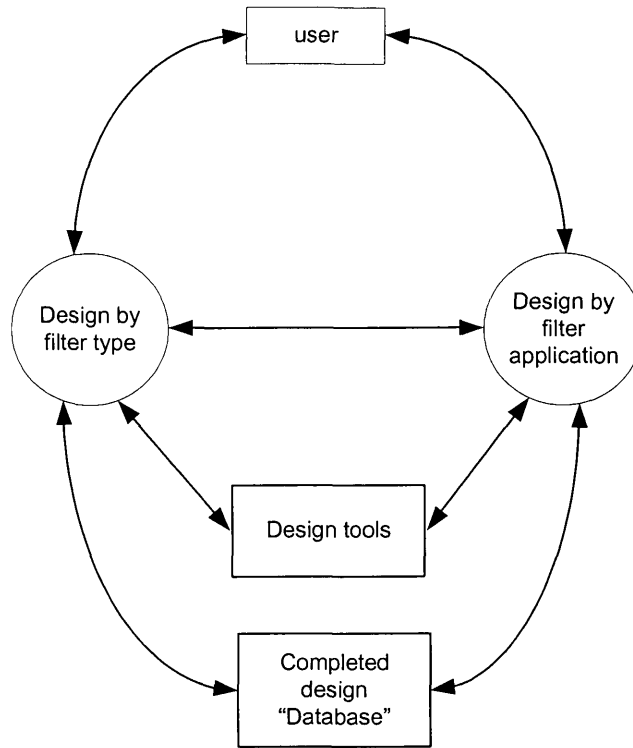 user
Design by
filter type
Design by
filter
application
Design tools
Completed
design
“Database”